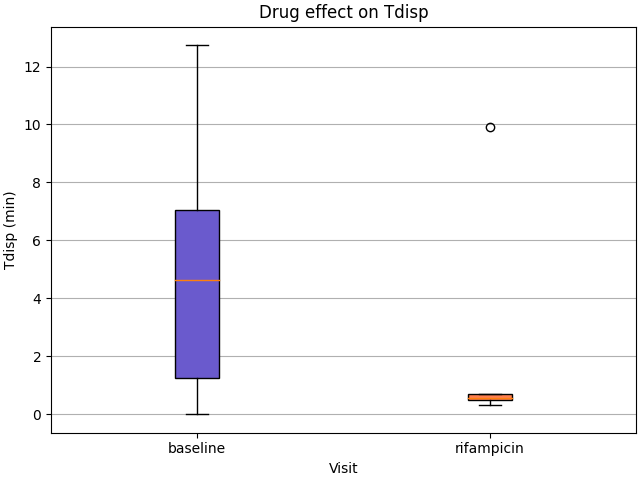 Drug effect on Tdisp
Tdisp (min)
12
10
8
6
4
2
0
baseline
rifampicin
Visit